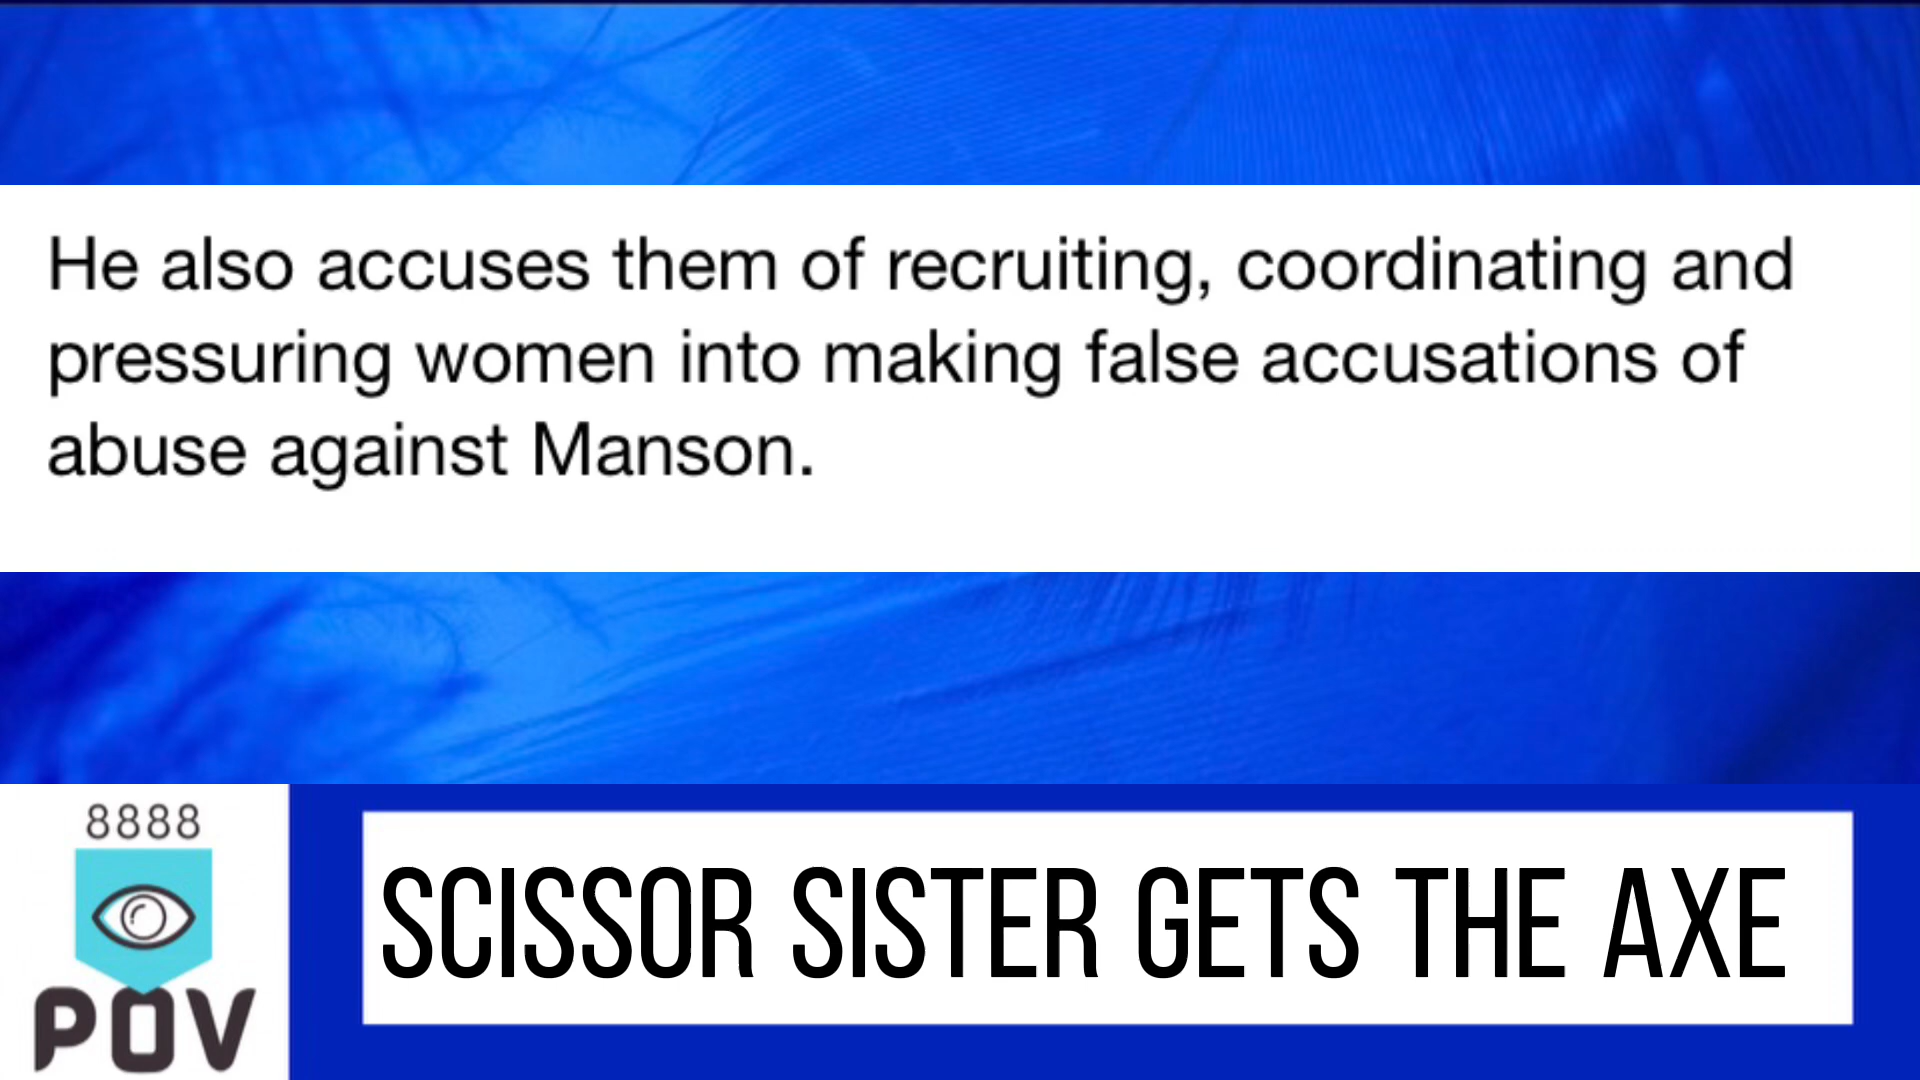 He also accuses them of recruiting, coordinating and
pressuring women into making false accusations of
abuse against Manson.
8888
POV
SCISSOR SISTER GETS THE AXE